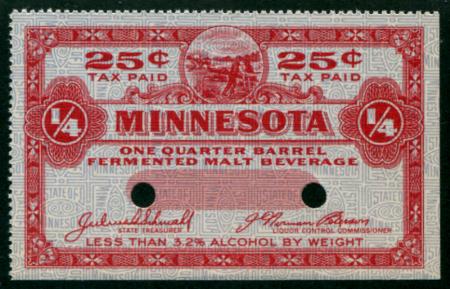 25¢ 25¢
TAX PAID TAX PAID
1/4 1/4
MINNESOTA
ONE QUARTER BARREL
FERMENTED MALT BEVERAGE
STATE TREASURER LIQUOR CONTROL COMMISSIONER
LESS THAN 3.2% ALCOHOL BY WEIGHT